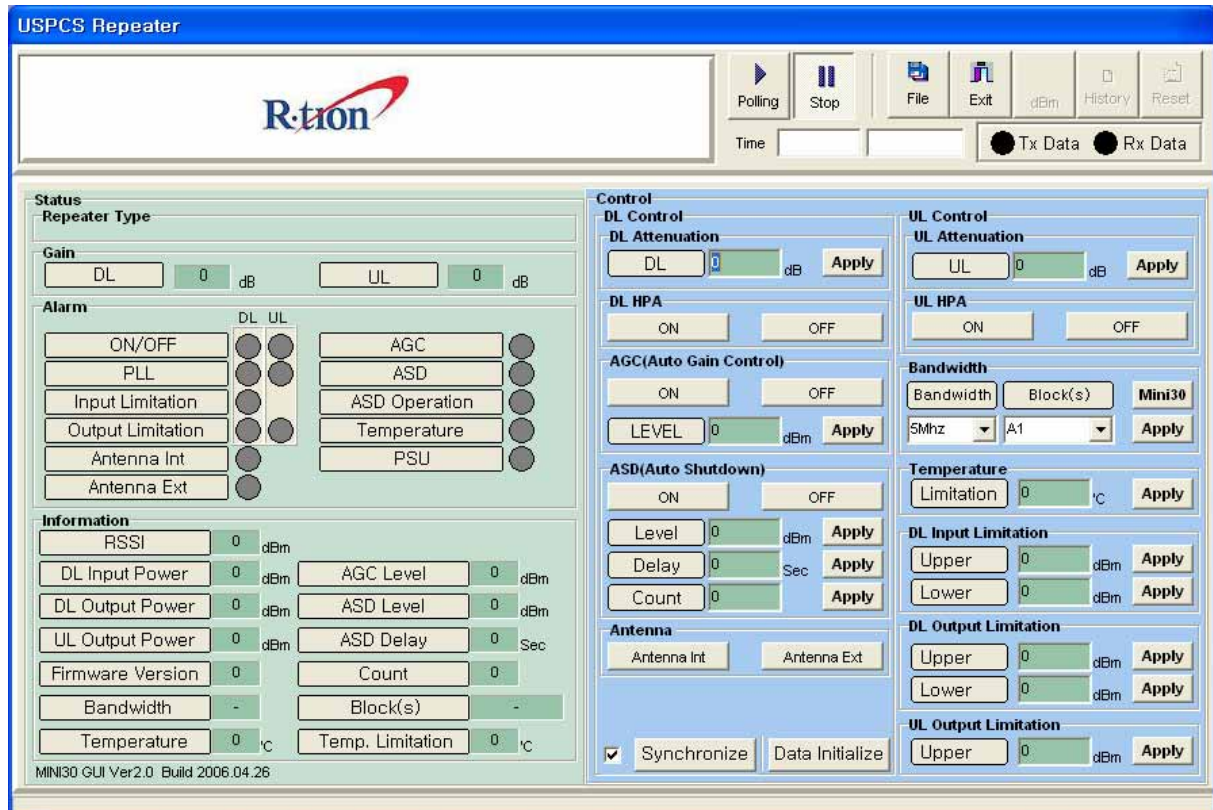 USPCS Repeater
R·tron
Polling
Stop
File
Exit
dBm
History
Reset
Time
Tx Data
Rx Data
Status
Repeater Type
Gain
DL 0 dB
UL 0 dB
Alarm
DL UL
ON/OFF
AGC
PLL
ASD
Input Limitation
ASD Operation
Output Limitation
Temperature
Antenna Int
PSU
Antenna Ext
Information
RSSI 0 dBm
DL Input Power 0 dBm
AGC Level 0 dBm
DL Output Power 0 dBm
ASD Level 0 dBm
UL Output Power 0 dBm
ASD Delay 0 Sec
Firmware Version 0
Count 0
Bandwidth -
Block(s) -
Temperature 0 'C
Temp. Limitation 0 'C
MINI30 GUI Ver2.0 Build 2006.04.26
Control
DL Control
DL Attenuation
DL 0 dB Apply
DL HPA
ON OFF
AGC(Auto Gain Control)
ON OFF
LEVEL 0 dBm Apply
ASD(Auto Shutdown)
ON OFF
Level 0 dBm Apply
Delay 0 Sec Apply
Count 0 Apply
Antenna
Antenna Int Antenna Ext
Synchronize Data Initialize
UL Control
UL Attenuation
UL 0 dB Apply
UL HPA
ON OFF
Bandwidth
Bandwidth Block(s) Mini30
5Mhz A1 Apply
Temperature
Limitation 0 'C Apply
DL Input Limitation
Upper 0 dBm Apply
Lower 0 dBm Apply
DL Output Limitation
Upper 0 dBm Apply
Lower 0 dBm Apply
UL Output Limitation
Upper 0 dBm Apply